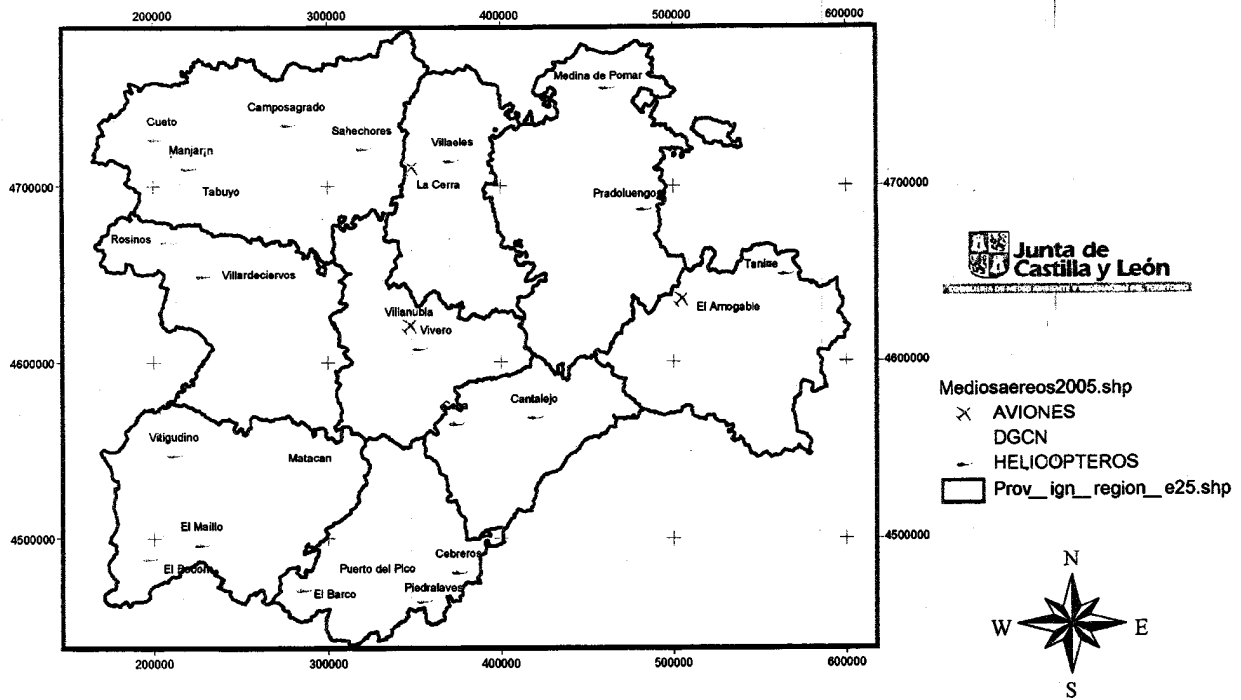 200000 300000 400000 500000 600000
Medina de Pomar
Camposagrado
Cueto
Sahechores
Villaeles
Manjarin
La Cerra
4700000
4700000
Tabuyo
Pradoluengo
Rosinos
Junta de
Castilla y León
Villardeciervos
Tanine
El Amogable
Villanubla
Vivero
4600000
4600000
Mediosaereos2005.shp
AVIONES
DGCN
HELICOPTEROS
Prov_ign_region_e25.shp
Cantalejo
Vitigudino
Matacan
El Maillo
4500000
4500000
Cebreros
Puerto del Pico
El
El Barco
Piedralaves
N
W E
S
200000 300000 400000 500000 600000